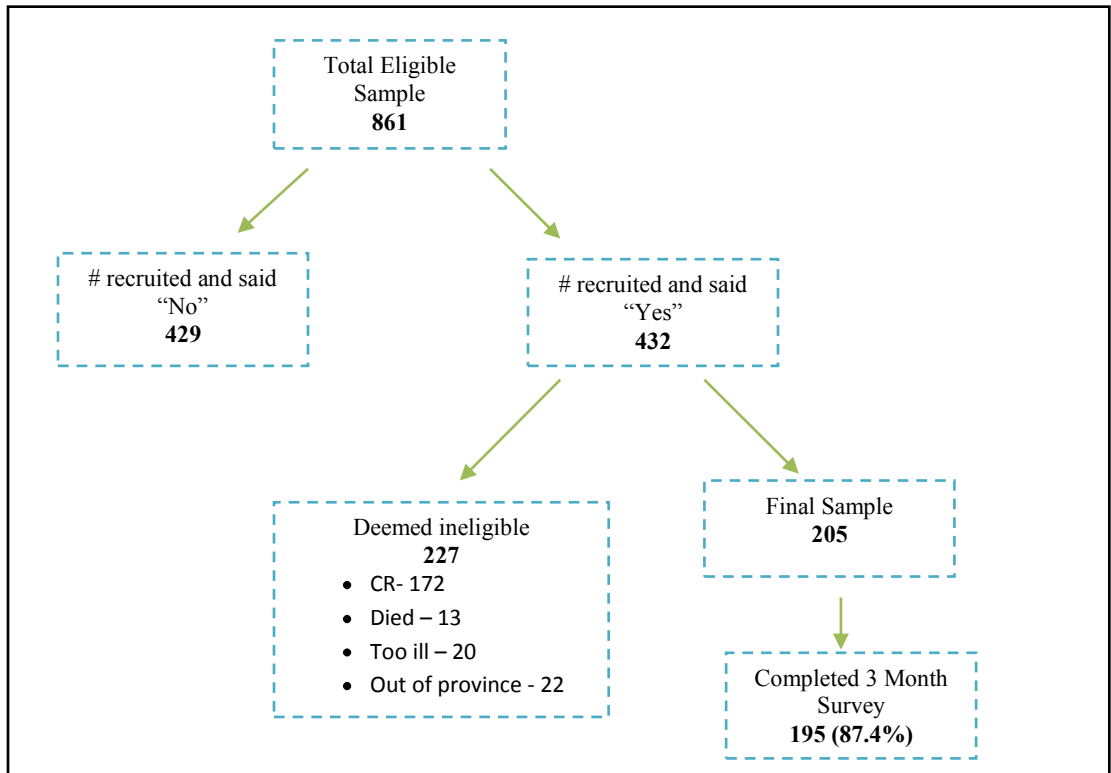 Total Eligible
Sample
861
# recruited and said
“No”
429
# recruited and said
“Yes”
432
Deemed ineligible
227
• CR- 172
• Died – 13
• Too ill – 20
• Out of province - 22
Final Sample
205
Completed 3 Month
Survey
195 (87.4%)